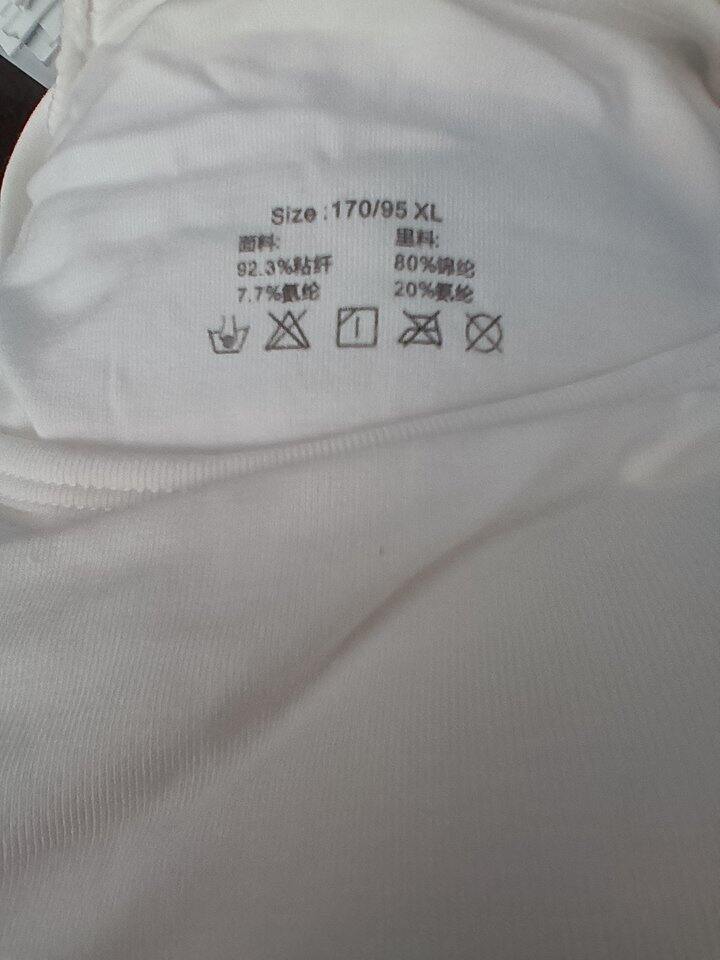 Size :170/95 XL
面料: 里料:
92.3%粘纤 80%锦纶
7.7%氨纶 20%氨纶